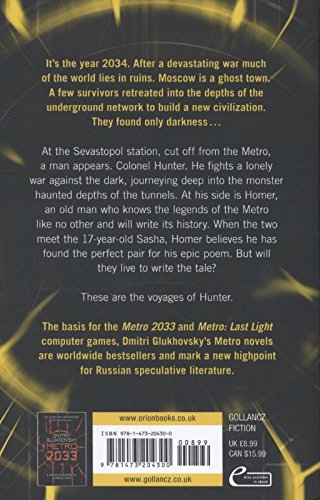 It's the year 2034. After a devastating war much
of the world lies in ruins. Moscow is a ghost town.
A few survivors retreated into the depths of the
underground network to build a new civilization.
They found only darkness...
At the Sevastopol station, cut off from the Metro,
a man appears. Colonel Hunter. He fights a lonely
war against the dark, journeying deep into the monster
haunted depths of the tunnels. At his side is Homer,
an old man who knows the legends of the Metro
like no other and will write its history. When the two
meet the 17-year-old Sasha, Homer believes he has
found the perfect pair for his epic poem. But will
they live to write the tale?
These are the voyages of Hunter.
The basis for the Metro 2033 and Metro: Last Light
computer games, Dmitri Glukhovsky's Metro novels
are worldwide bestsellers and mark a new highpoint
for Russian speculative literature.
DMITRY
GLUKHOVSKY
METRO
2033
www.orionbooks.co.uk
ISBN 978-1-473-20430-0
00899
9 781473 204300
www.gollancz.co.uk
GOLLANCZ
FICTION
UK £8.99
CAN $15.99
e
Also available
in ebook